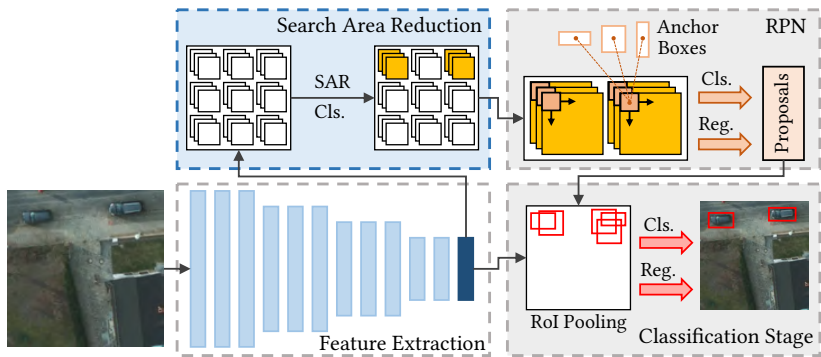 Search Area Reduction
SAR
Cls.
Anchor
Boxes
RPN
Cls.
Reg.
Proposals
Feature Extraction
RoI Pooling
Cls.
Reg.
Classification Stage